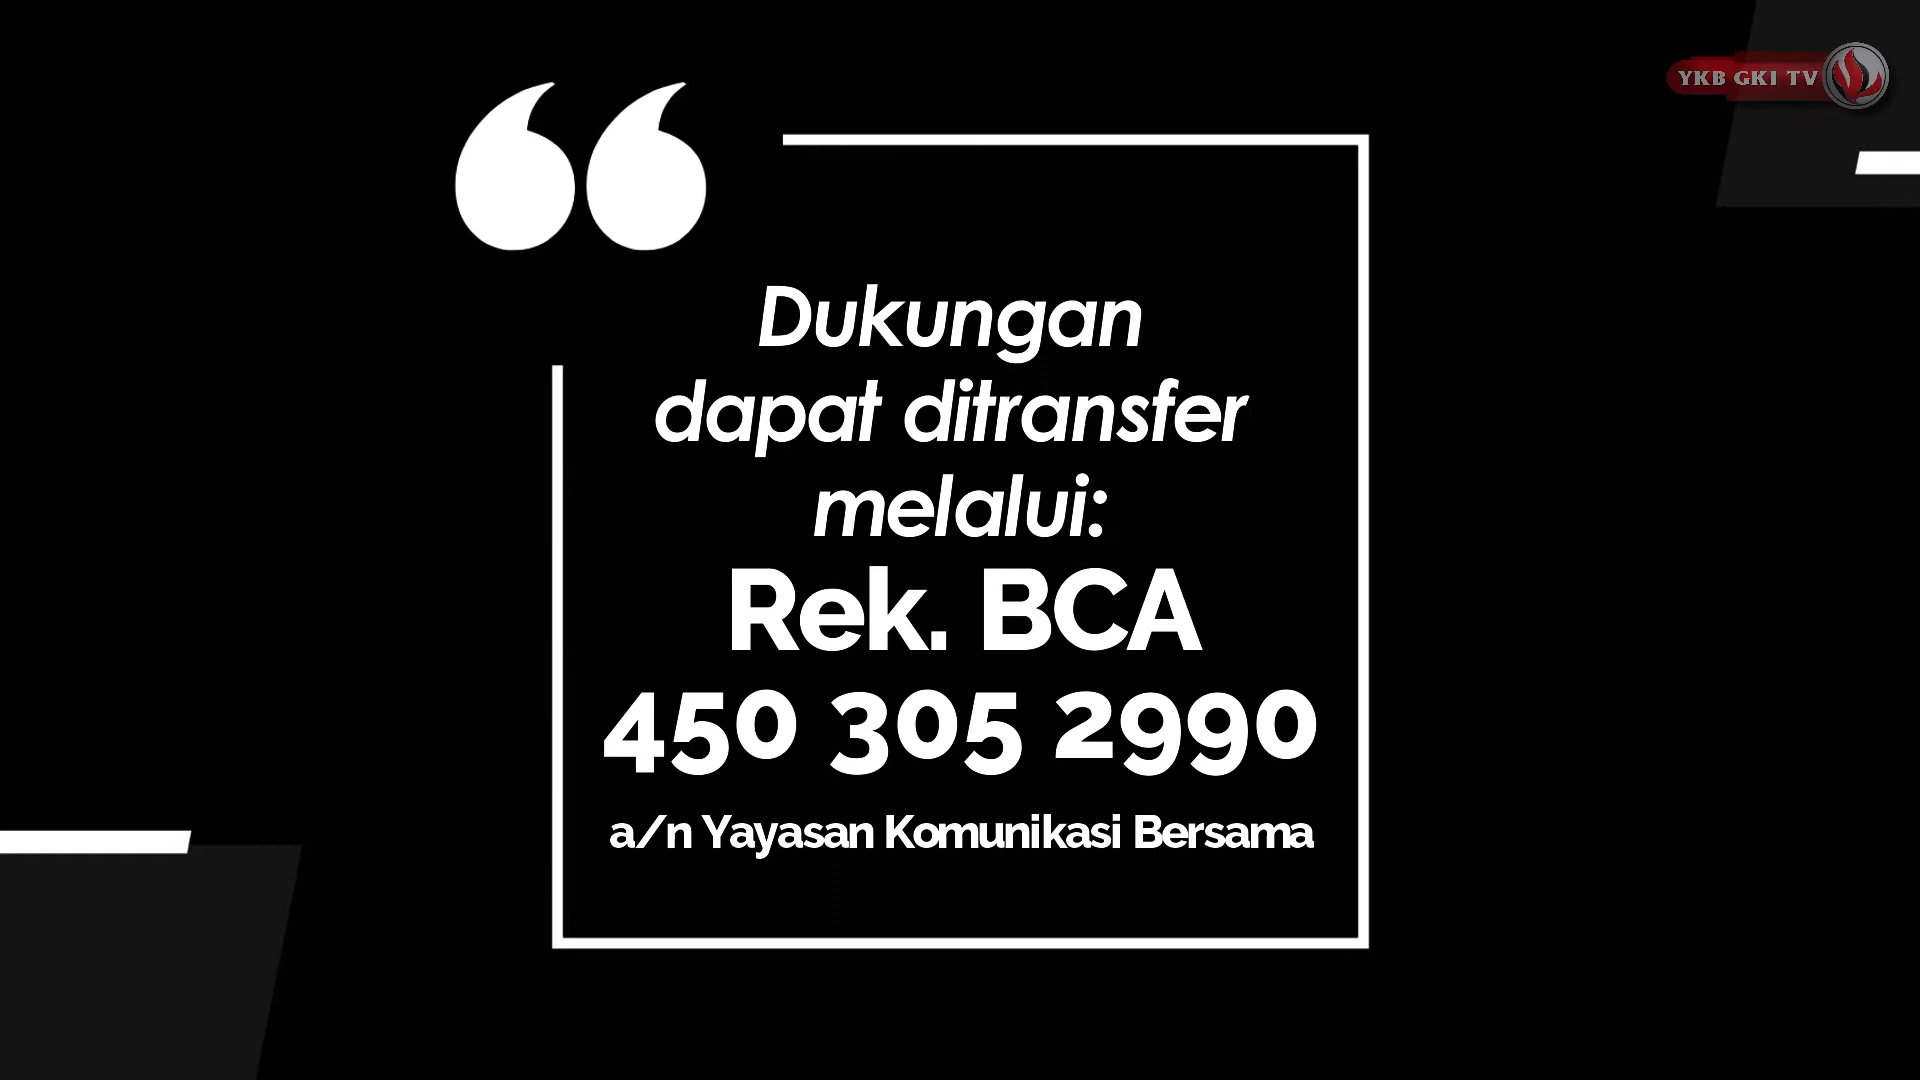 YKB GKI TV
“
Dukungan
dapat ditransfer
melalui:
Rek. BCA
450 305 2990
a/n Yayasan Komunikasi Bersama